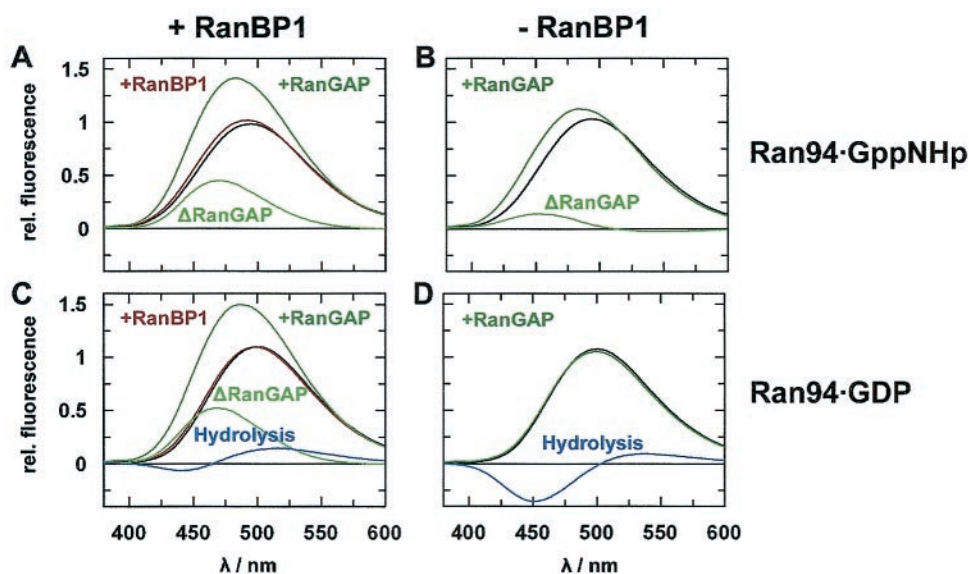 + RanBP1
- RanBP1
A
B
1.5
+RanBP1
+RanGAP
+RanGAP
1
rel. fluorescence
0.5
ΔRanGAP
ΔRanGAP
0
Ran94·GppNHp
C
D
1.5
+RanBP1
+RanGAP
+RanGAP
1
rel. fluorescence
ΔRanGAP
0.5
Hydrolysis
Hydrolysis
0
Ran94·GDP
400 450 500 550 600
400 450 500 550 600
λ / nm
λ / nm